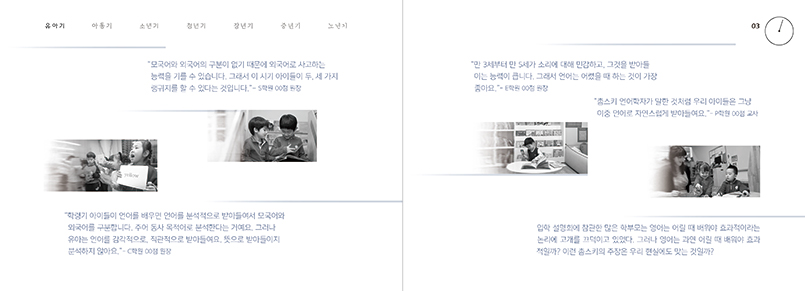 유아기 아동기 소년기 청년기 장년기 중년기 노년기
03
"모국어와 외국어의 구분이 없기 때문에 외국어로 사고하는
능력을 기를 수 있습니다. 그래서 이 시기 아이들이 두, 세 가지
언어를 할 수 있다는 것입니다."- S학원 00점 원장
"학령기 아이들이 언어를 배우면 언어를 분석적으로 받아들여서 모국어와
외국어를 구분합니다. 주어 동사 목적어로 분석한다는 거예요. 그러나
유아는 언어를 감각적으로, 직관적으로 받아들여요. 뜻으로 받아들이지
분석하지 않아요."- C학원 00점 원장
"만 3세부터 만 5세가 소리에 대해 민감하고, 그것을 받아들
이는 능력이 큽니다. 그래서 언어는 어렸을 때 하는 것이 가장
좋아요."- E학원 00점 원장
"촘스키 언어학자가 말한 것처럼 우리 아이들은 그냥
이중 언어로 자연스럽게 받아들여요."- P학원 00점 교사
입학 설명회에 참관한 많은 학부모는 영어는 어릴 때 배워야 효과적이라는
논리에 고개를 끄덕이고 있었다. 그러나 영어는 과연 어릴 때 배워야 효과
적일까? 이런 촘스키의 주장은 우리 현실에도 맞는 것일까?